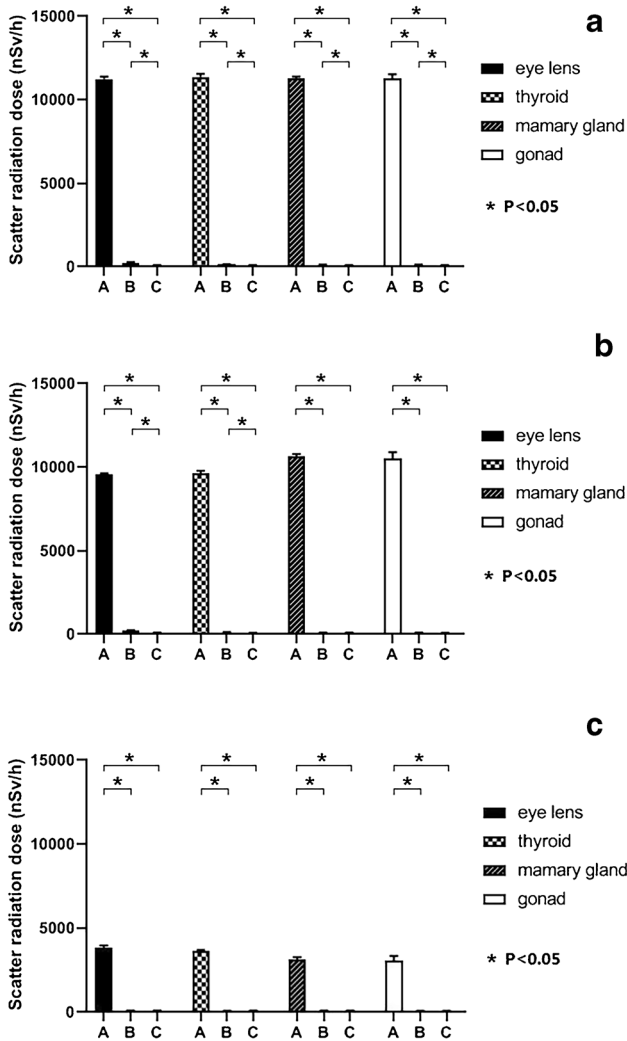 a
Scatter radiation dose (nSv/h)
15000
10000
5000
0
* * * *
* * * *
* * * *
A B C A B C A B C A B C
eye lens
thyroid
mamary gland
gonad
* P<0.05
b
Scatter radiation dose (nSv/h)
15000
10000
5000
0
* * * *
* * * *
* *
A B C A B C A B C A B C
eye lens
thyroid
mamary gland
gonad
* P<0.05
c
Scatter radiation dose (nSv/h)
15000
10000
5000
0
* * * *
* * * *
A B C A B C A B C A B C
eye lens
thyroid
mamary gland
gonad
* P<0.05